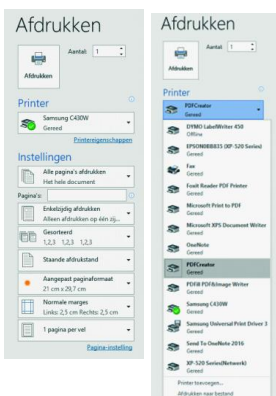 Afdrukken
Aantal: 1
Afdrukken
Printer
Samsung C430W
Gereed
Printereigenschappen
Instellingen
Alle pagina's afdrukken
Het hele document
Pagina's:
Enkelzijdig afdrukken
Alleen afdrukken op één zij...
Gesorteerd
1,2,3 1,2,3 1,2,3
Staande afdrukstand
Aangepast paginaformaat
21 cm x 29,7 cm
Normale marges
Links: 2,5 cm Rechts: 2,5 cm
1 pagina per vel
Pagina-instelling
Afdrukken
Aantal: 1
Afdrukken
Printer
PDFCreator
Gereed
DYMO LabelWriter 450
Offline
EPSON8BB835 (XP-520 Series)
Gereed
Fax
Gereed
Foxit Reader PDF Printer
Gereed
Microsoft Print to PDF
Gereed
Microsoft XPS Document Writer
Gereed
OneNote
Gereed
PDFCreator
Gereed
PDFill PDF&Image Writer
Gereed
Samsung C430W
Gereed
Samsung Universal Print Driver 3
Gereed
Send To OneNote 2016
Gereed
XP-520 Series(Netwerk)
Gereed
Printer toevoegen...
Afdrukken naar bestand